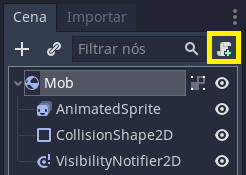 Cena Importar
Filtrar nós
Mob
AnimatedSprite
CollisionShape2D
VisibilityNotifier2D